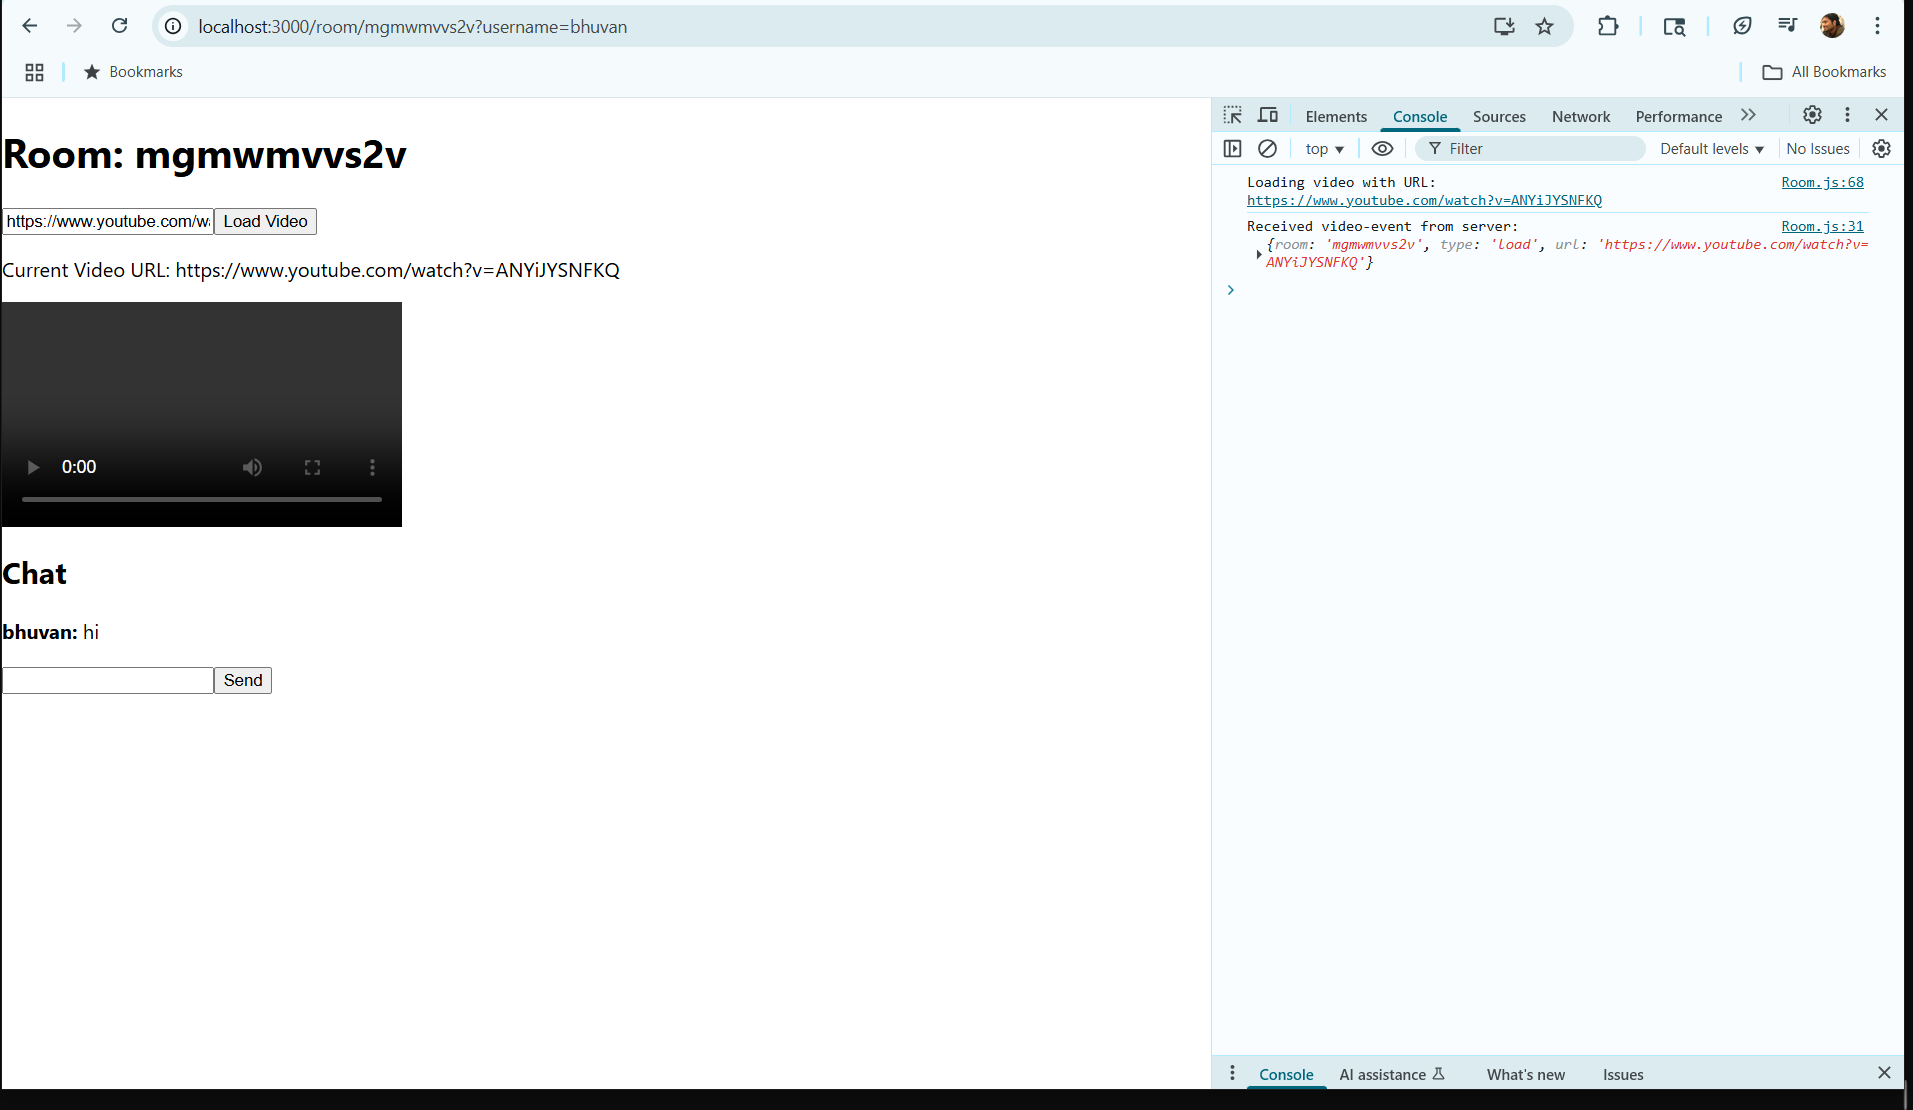 localhost:3000/room/mgmwmvvs2v?username=bhuvan
Bookmarks
All Bookmarks
Room: mgmwmvvs2v
https://www.youtube.com/wa
Load Video
Current Video URL: https://www.youtube.com/watch?v=ANYiJYSNFKQ
0:00
Chat
bhuvan: hi
Send
Elements Console Sources Network Performance
top Filter Default levels No Issues
Loading video with URL: Room.js:68
https://www.youtube.com/watch?v=ANYiJYSNFKQ
Received video-event from server: Room.js:31
{room: 'mgmwmvvs2v', type: 'load', url: 'https://www.youtube.com/watch?v=
ANYiJYSNFKQ'}
Console AI assistance What's new Issues